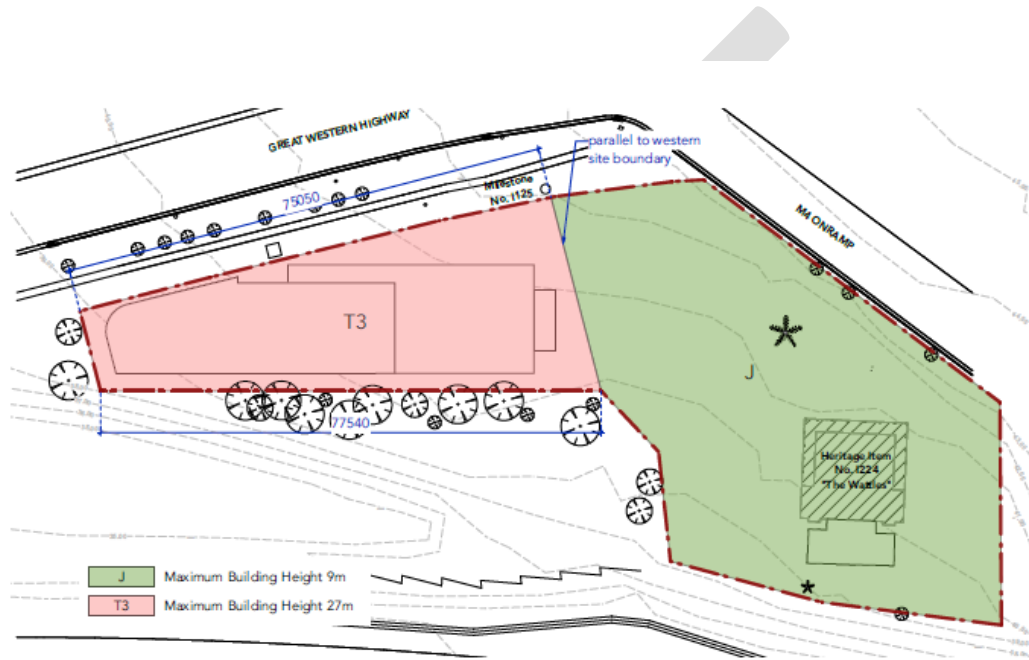 GREAT WESTERN HIGHWAY
parallel to western
site boundary
75050
Milestone
No. I125
M4 ONRAMP
T3
J
77540
Heritage Item
No. I224
"The Wattles"
J Maximum Building Height 9m
T3 Maximum Building Height 27m